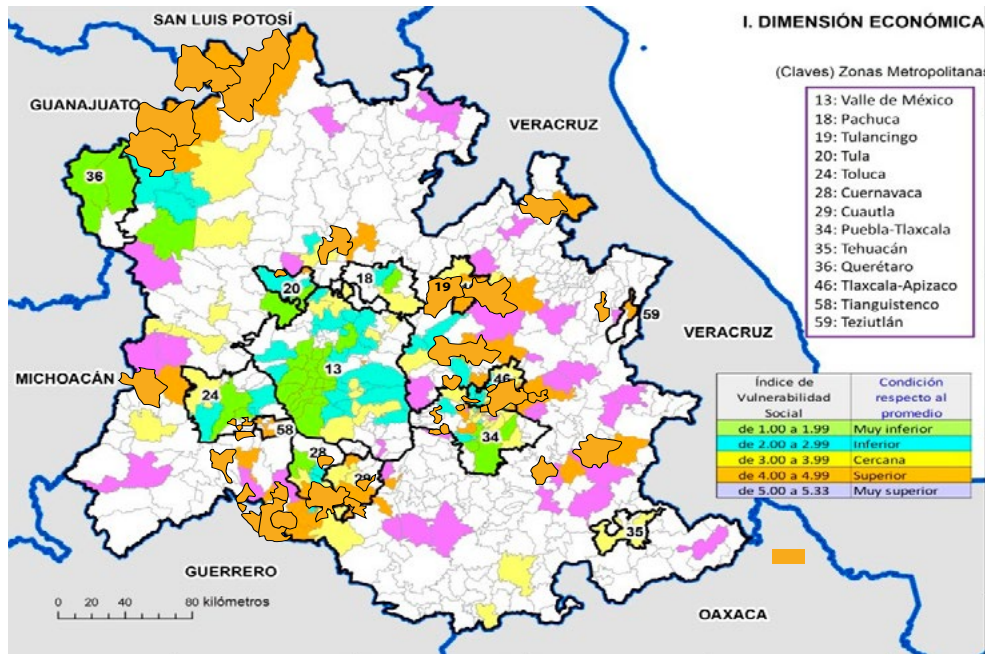 SAN LUIS POTOSÍ
I. DIMENSIÓN ECONÓMICA
(Claves) Zonas Metropolitanas
GUANAJUATO
VERACRUZ
13: Valle de México
18: Pachuca
19: Tulancingo
20: Tula
24: Toluca
28: Cuernavaca
29: Cuautla
34: Puebla-Tlaxcala
35: Tehuacán
36: Querétaro
46: Tlaxcala-Apizaco
58: Tianguistenco
59: Teziutlán
36
18
20
19
59
VERACRUZ
13
MICHOACÁN
46
24
58
34
28
29
35
Índice de Vulnerabilidad Social
Condición respecto al promedio
de 1.00 a 1.99 Muy inferior
de 2.00 a 2.99 Inferior
de 3.00 a 3.99 Cercana
de 4.00 a 4.99 Superior
de 5.00 a 5.33 Muy superior
GUERRERO
0 20 40 80 kilómetros
OAXACA